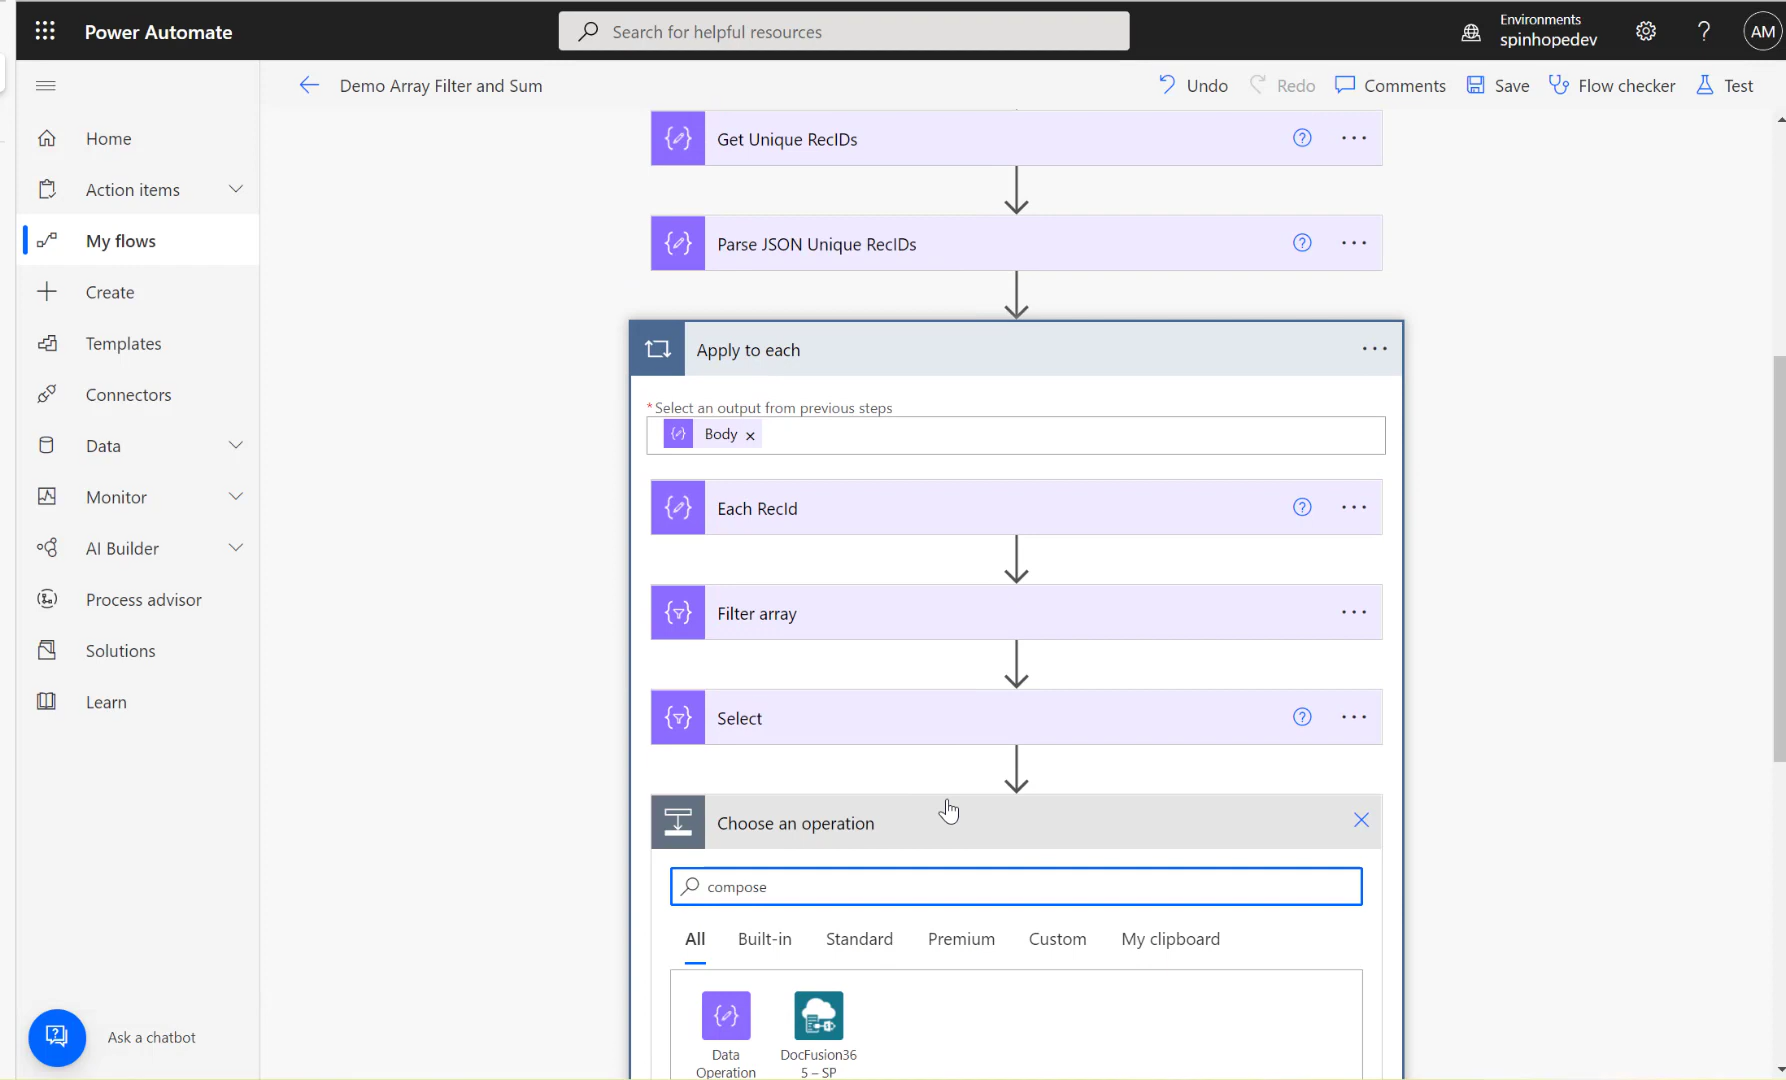 Power Automate
Search for helpful resources
Environments
spinhopedev
AM
Demo Array Filter and Sum
Undo
Redo
Comments
Save
Flow checker
Test
Home
Action items
My flows
Create
Templates
Connectors
Data
Monitor
AI Builder
Process advisor
Solutions
Learn
Ask a chatbot
Get Unique RecIDs
Parse JSON Unique RecIDs
Apply to each
* Select an output from previous steps
Body
Each RecId
Filter array
Select
Choose an operation
compose
All Built-in Standard Premium Custom My clipboard
Data
Operation
DocFusion36
5 – SP